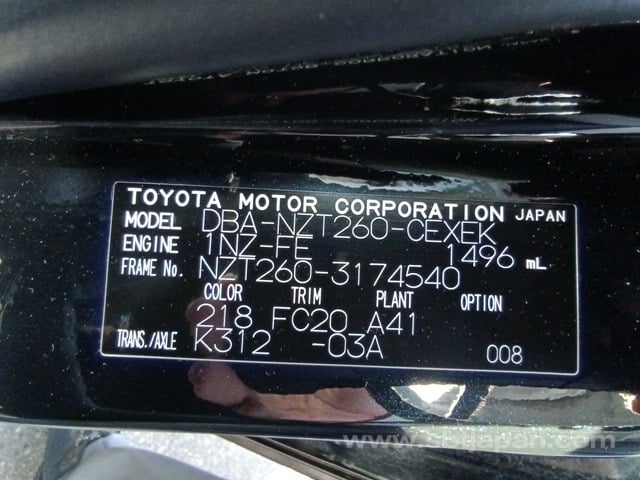 TOYOTA MOTOR CORPORATION JAPAN
MODEL DBA-NZT260-CEXEK
ENGINE 1NZ-FE 1496 mL
FRAME No. NZT260-3174540
COLOR TRIM PLANT OPTION
218 FC20 A41
TRANS./AXLE K312 -03A 008